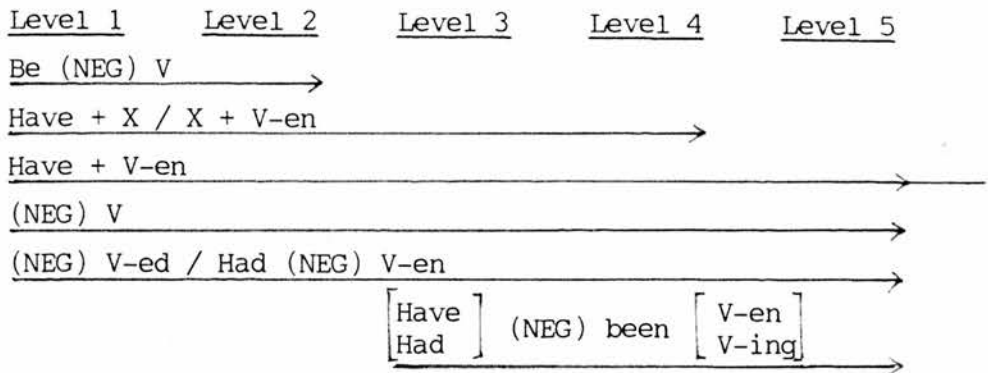 Level 1 Level 2 Level 3 Level 4 Level 5
Be (NEG) V
Have + X / X + V-en
Have + V-en
(NEG) V
(NEG) V-ed / Had (NEG) V-en
[Have Had] (NEG) been [V-en V-ing]